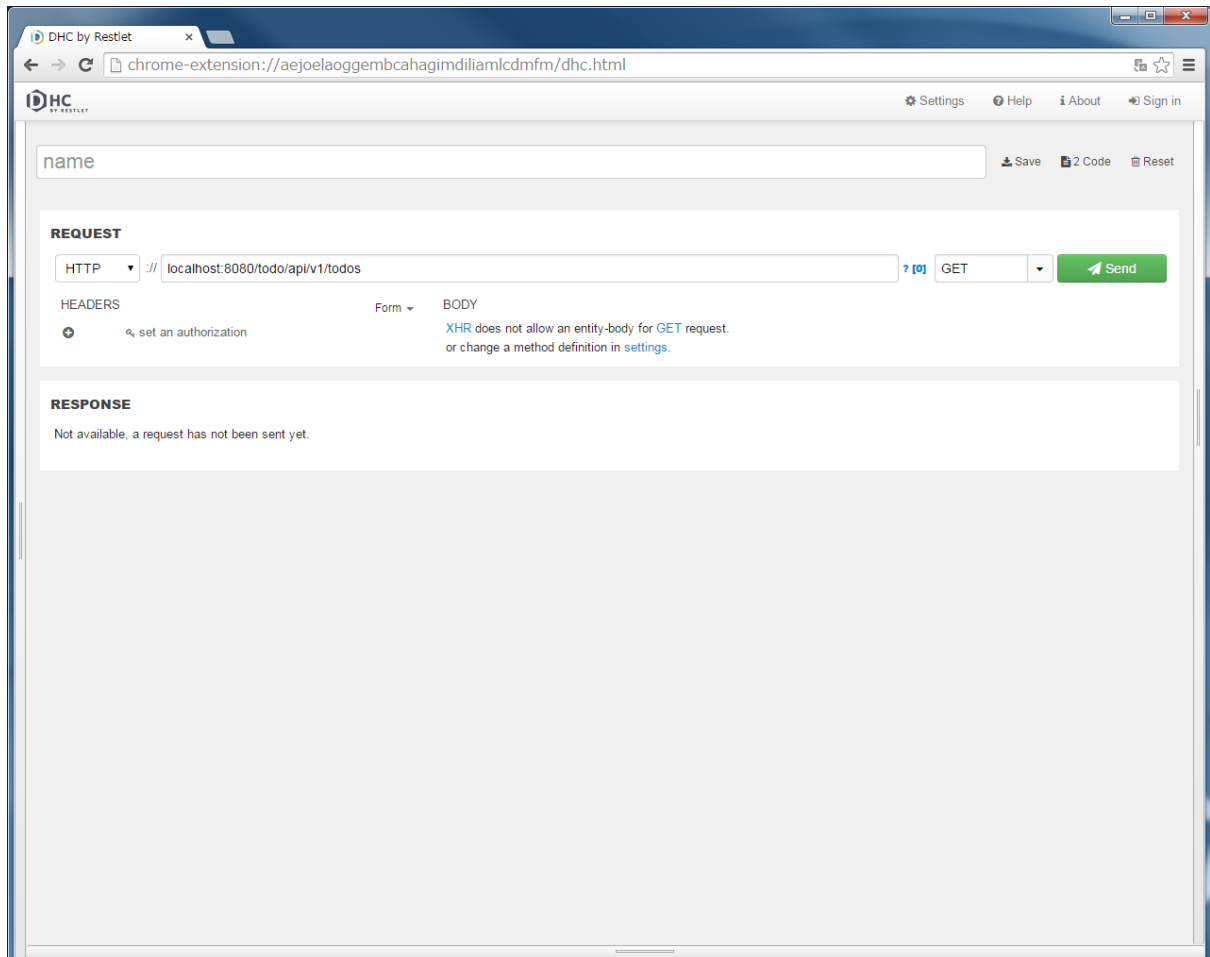 DHC by Restlet
chrome-extension://aejoelaoggembcahagimdiliamlcdmfm/dhc.html
DHC
BY RESTLET
Settings Help About Sign in
name
Save 2 Code Reset
REQUEST
HTTP :// localhost:8080/todo/api/v1/todos ? [0] GET Send
HEADERS Form BODY
set an authorization XHR does not allow an entity-body for GET request.
or change a method definition in settings.
RESPONSE
Not available, a request has not been sent yet.